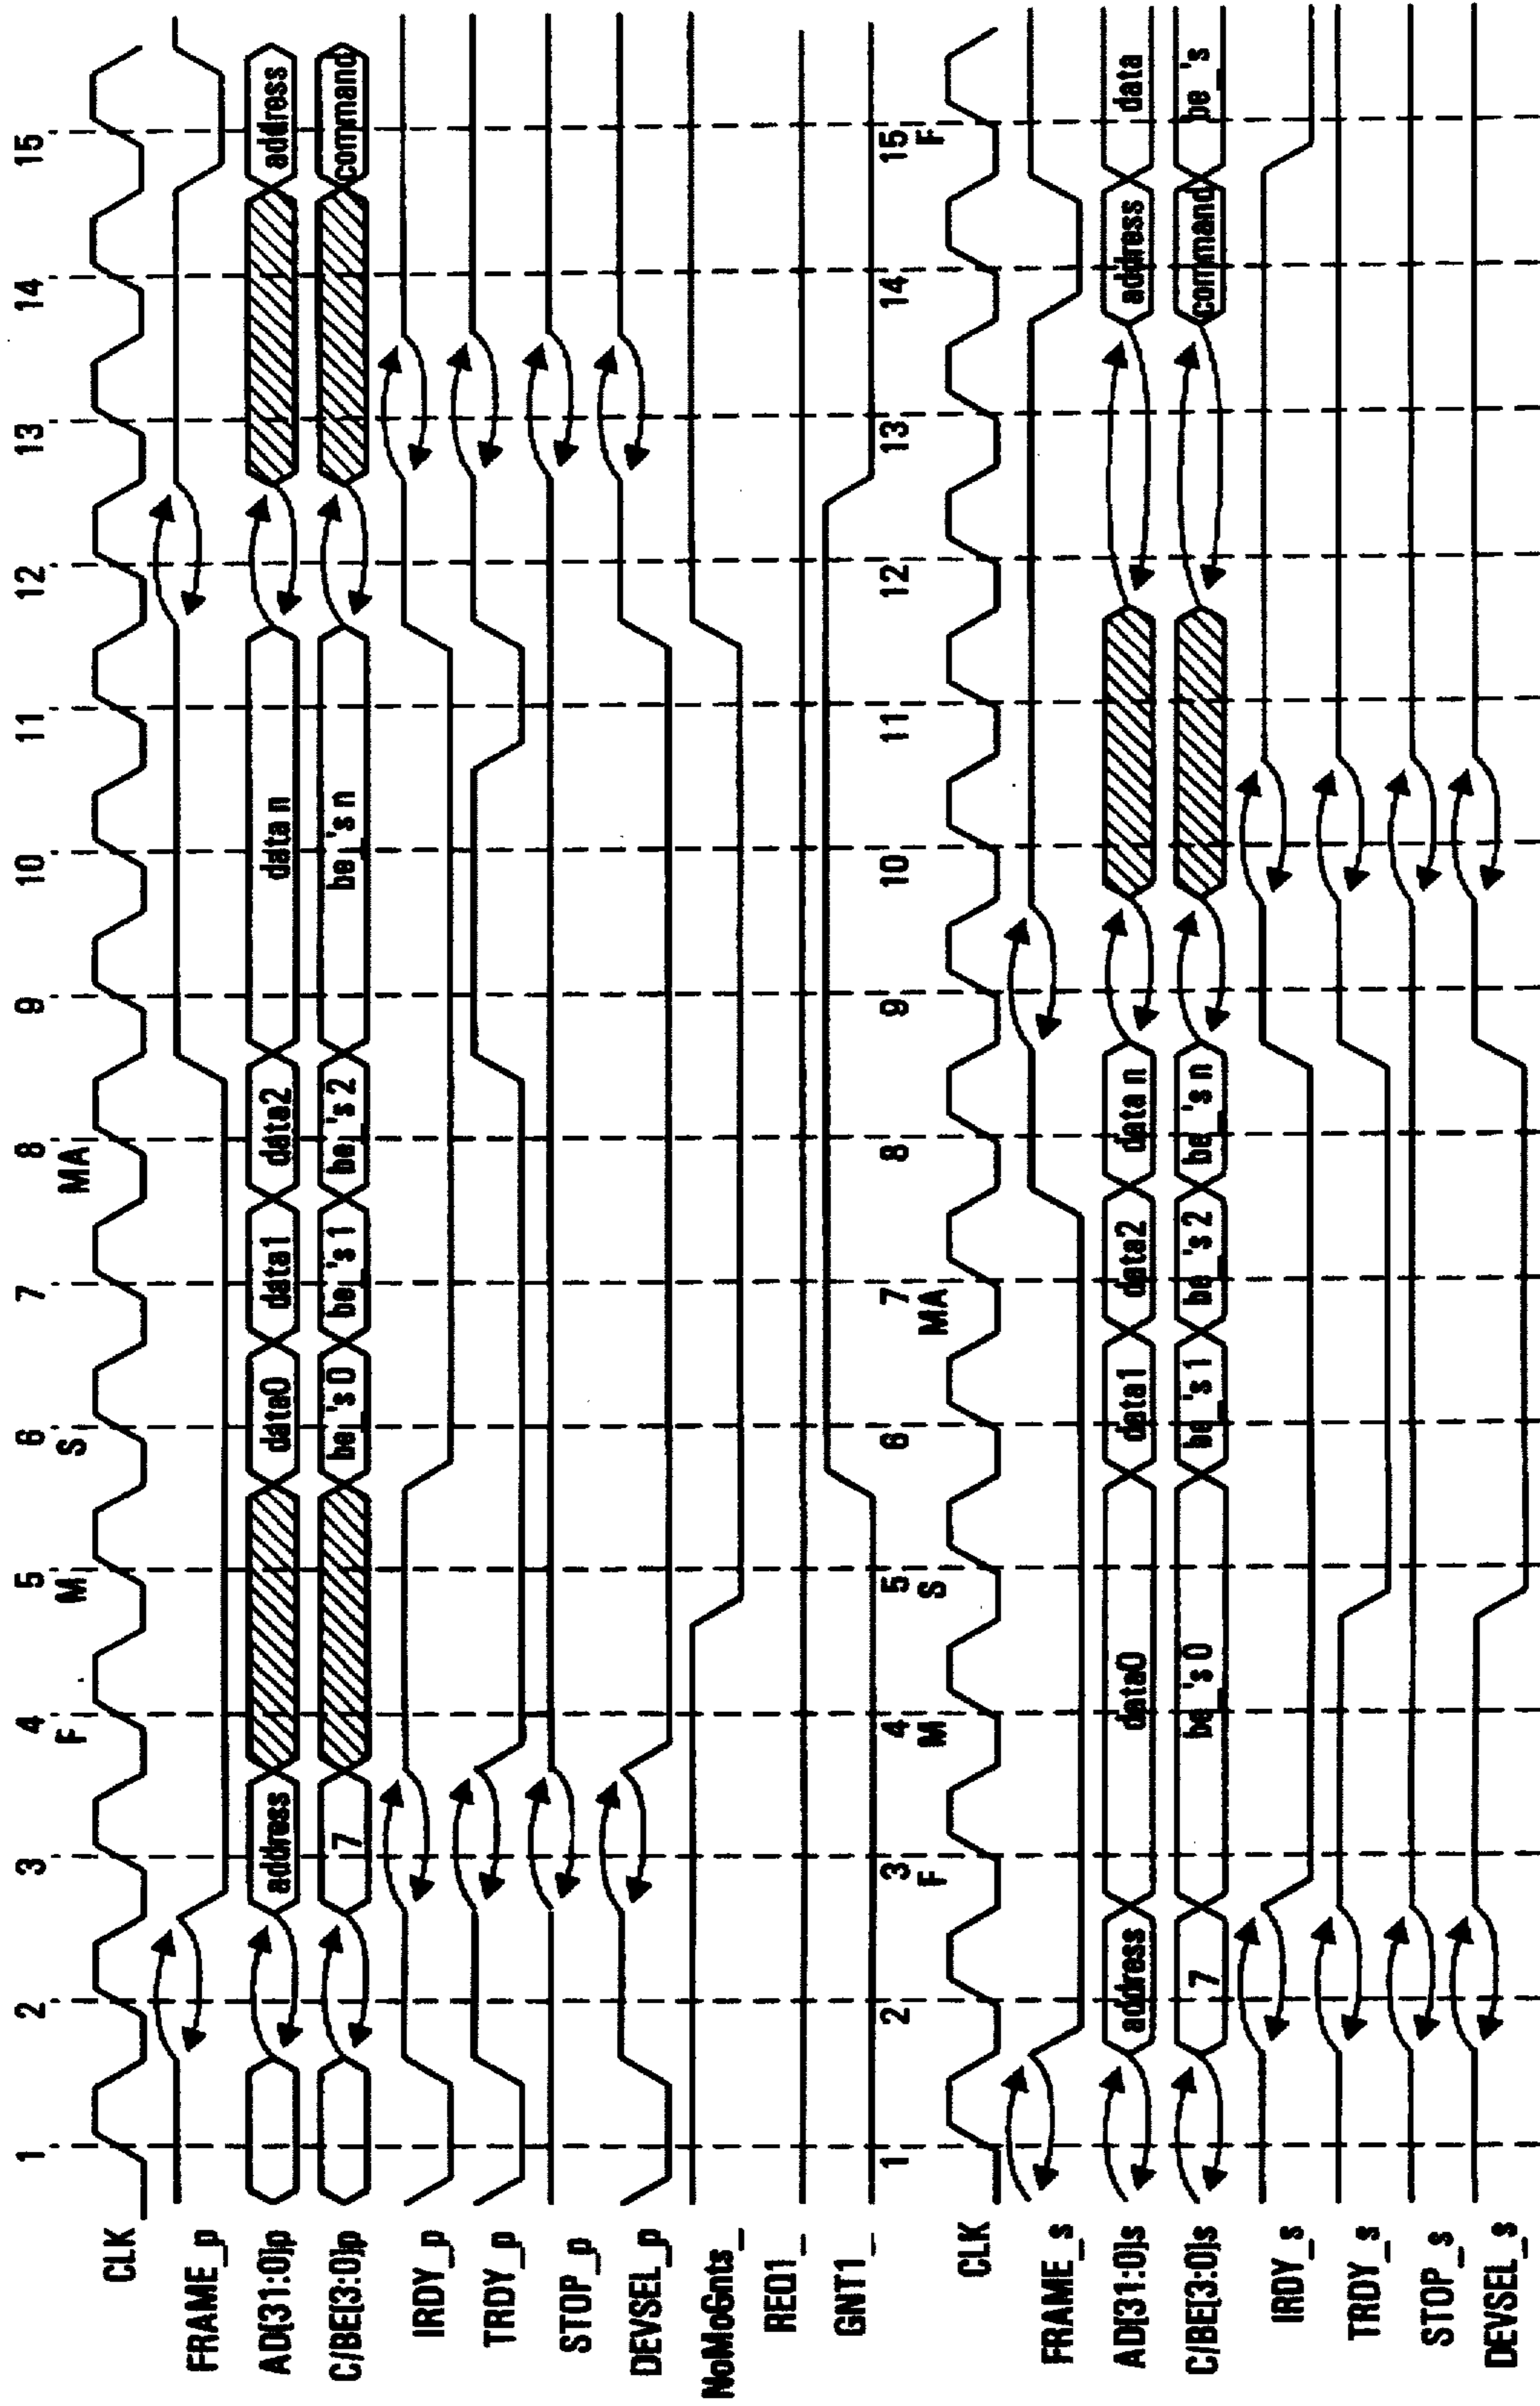 1 2 3 4 5 6 7 8 9 10 11 12 13 14 15
F M S MA
CLK
FRAME_p
AD[31:0]p address data0 data1 data2 data n address
C/BE[3:0]p 7 be_'s 0 be_'s 1 be_'s 2 be_'s n command
IRDY_p
TRDY_p
STOP_p
DEVSEL_p
NoMoGnts_
REQ1_
GNT1_
1 2 3 4 5 6 7 8 9 10 11 12 13 14 15
F M S MA F
CLK
FRAME_s
AD[31:0]s address data0 data1 data2 data n address data
C/BE[3:0]s 7 be_'s 0 be_'s 1 be_'s 2 be_'s n command be_'s
IRDY_s
TRDY_s
STOP_s
DEVSEL_s